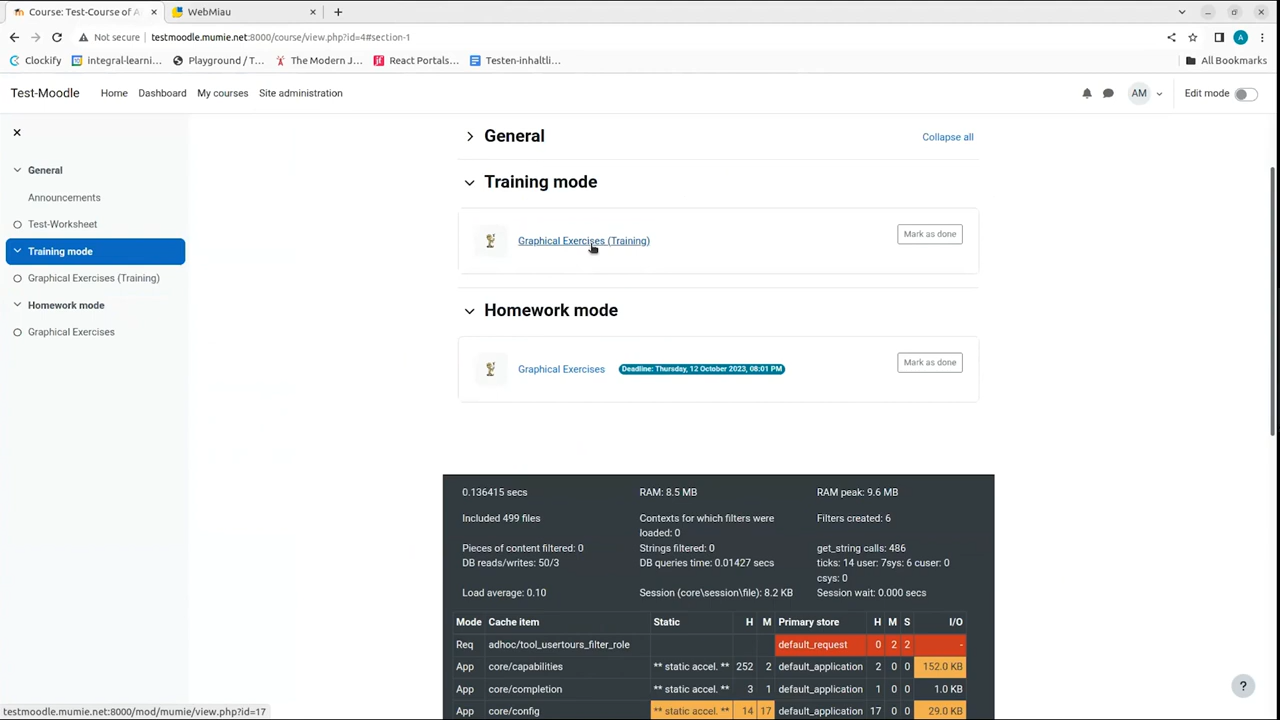 Course: Test-Course of A
WebMiau
Not secure
testmoodle.mumie.net:8000/course/view.php?id=4#section-1
A
Clockify
integral-learni...
Playground / T...
The Modern J...
React Portals...
Testen-inhaltli...
All Bookmarks
Test-Moodle
Home
Dashboard
My courses
Site administration
AM
Edit mode
General
Announcements
Test-Worksheet
Training mode
Graphical Exercises (Training)
Homework mode
Graphical Exercises
General
Collapse all
Training mode
Graphical Exercises (Training)
Mark as done
Homework mode
Graphical Exercises
Deadline: Thursday, 12 October 2023, 08:01 PM
Mark as done
0.136415 secs
RAM: 8.5 MB
RAM peak: 9.6 MB
Included 499 files
Contexts for which filters were
loaded: 0
Filters created: 6
Pieces of content filtered: 0
Strings filtered: 0
get_string calls: 486
DB reads/writes: 50/3
DB queries time: 0.01427 secs
ticks: 14 user: 7sys: 6 cuser: 0
csys: 0
Load average: 0.10
Session (core\session\file): 8.2 KB
Session wait: 0.000 secs
Mode Cache item Static H M Primary store H M S I/O
Req adhoc/tool_usertours_filter_role default_request 0 2 2 -
App core/capabilities ** static accel. ** 252 2 default_application 2 0 0 152.0 KB
App core/completion ** static accel. ** 3 1 default_application 1 0 0 1.0 KB
App core/config ** static accel. ** 14 17 default_application 17 0 0 29.0 KB
testmoodle.mumie.net:8000/mod/mumie/view.php?id=17
?